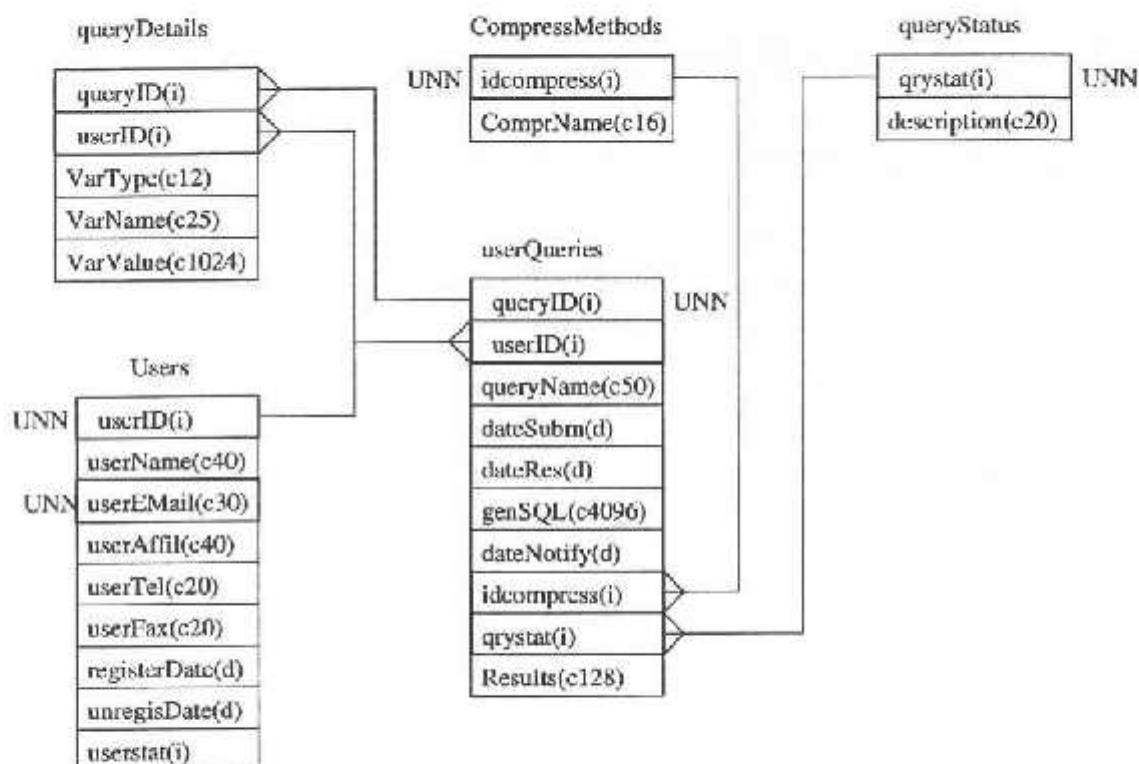 queryDetails
queryID(i)
userID(i)
VarType(c12)
VarName(c25)
VarValue(c1024)
CompressMethods
UNN idcompress(i)
ComprName(c16)
queryStatus
qrystat(i) UNN
description(c20)
userQueries
queryID(i) UNN
userID(i)
queryName(c50)
dateSubm(d)
dateRes(d)
genSQL(c4096)
dateNotify(d)
idcompress(i)
qrystat(i)
Results(c128)
Users
UNN userID(i)
userName(c40)
UNN userEMail(c30)
userAffil(c40)
userTel(c20)
userFax(c20)
registerDate(d)
unregisDate(d)
userstat(i)